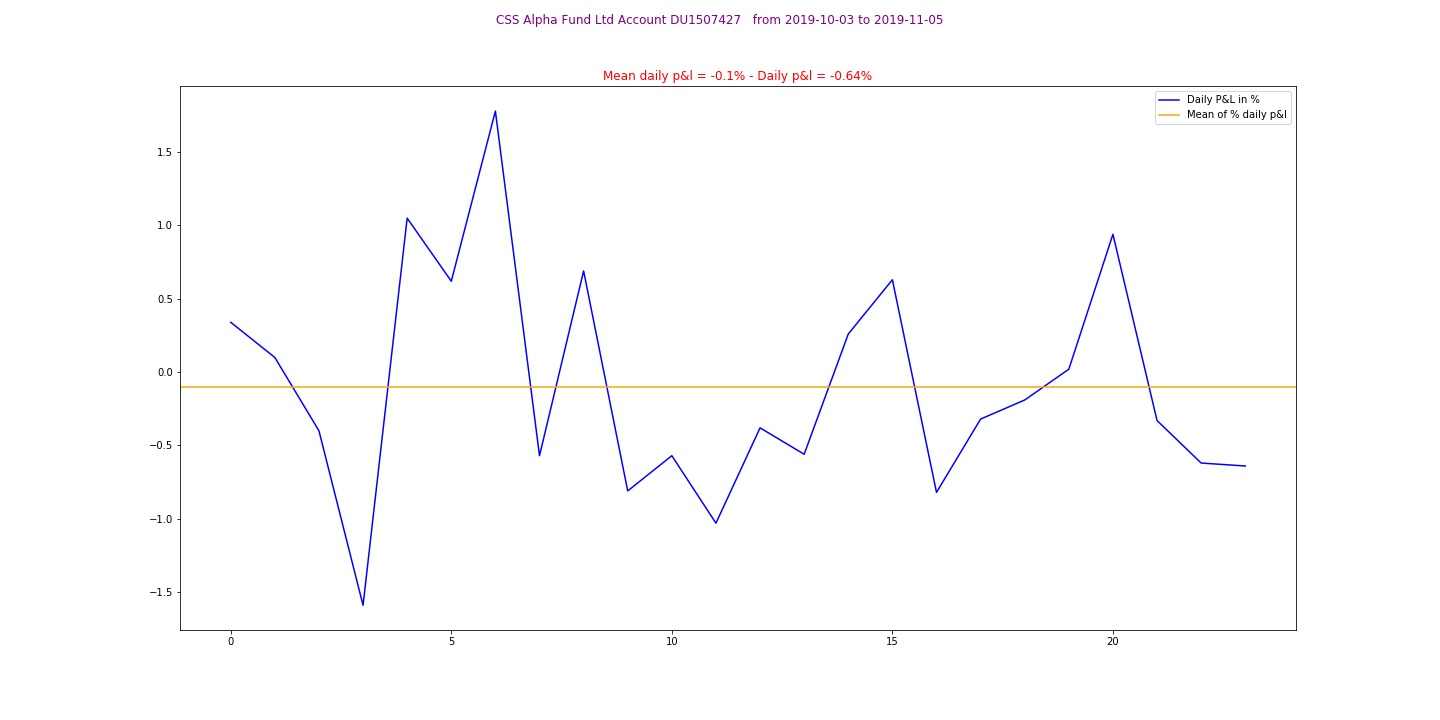 CSS Alpha Fund Ltd Account DU1507427   from 2019-10-03 to 2019-11-05
Mean daily p&l = -0.1% - Daily p&l = -0.64%
Daily P&L in %
Mean of % daily p&l
1.5
1.0
0.5
0.0
−0.5
−1.0
−1.5
0 5 10 15 20